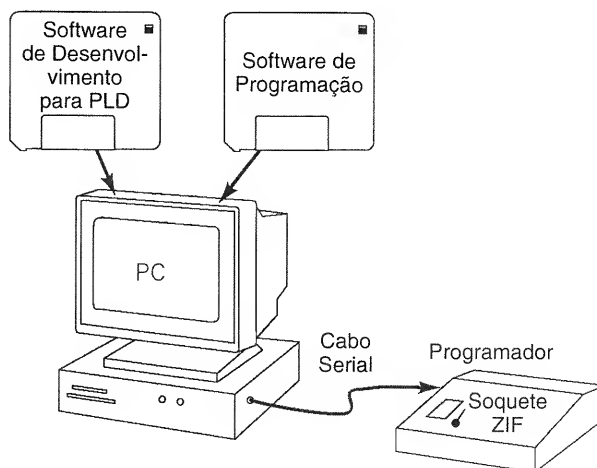 Software
de Desenvol-
vimento
para PLD
Software de
Programação
PC
Cabo
Serial
Programador
Soquete
ZIF